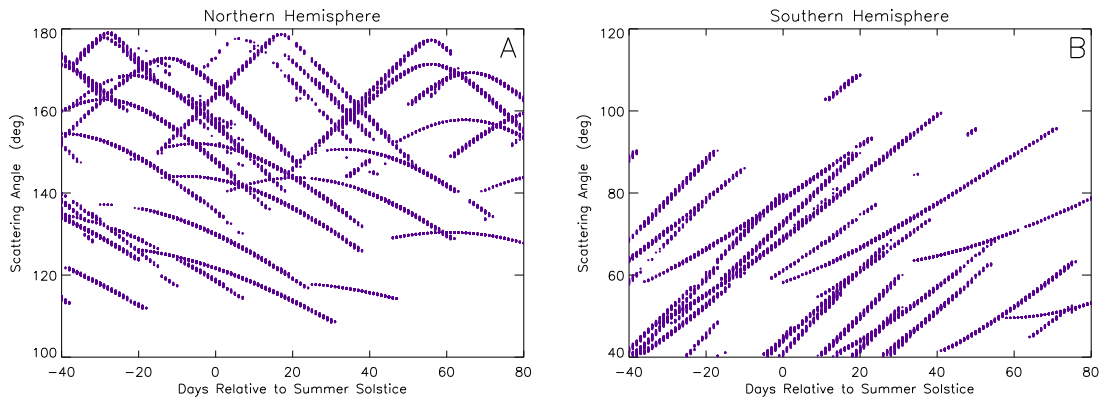 Northern Hemisphere
A
180
160
140
120
100
Scattering Angle (deg)
-40 -20 0 20 40 60 80
Days Relative to Summer Solstice
Southern Hemisphere
B
120
100
80
60
40
Scattering Angle (deg)
-40 -20 0 20 40 60 80
Days Relative to Summer Solstice